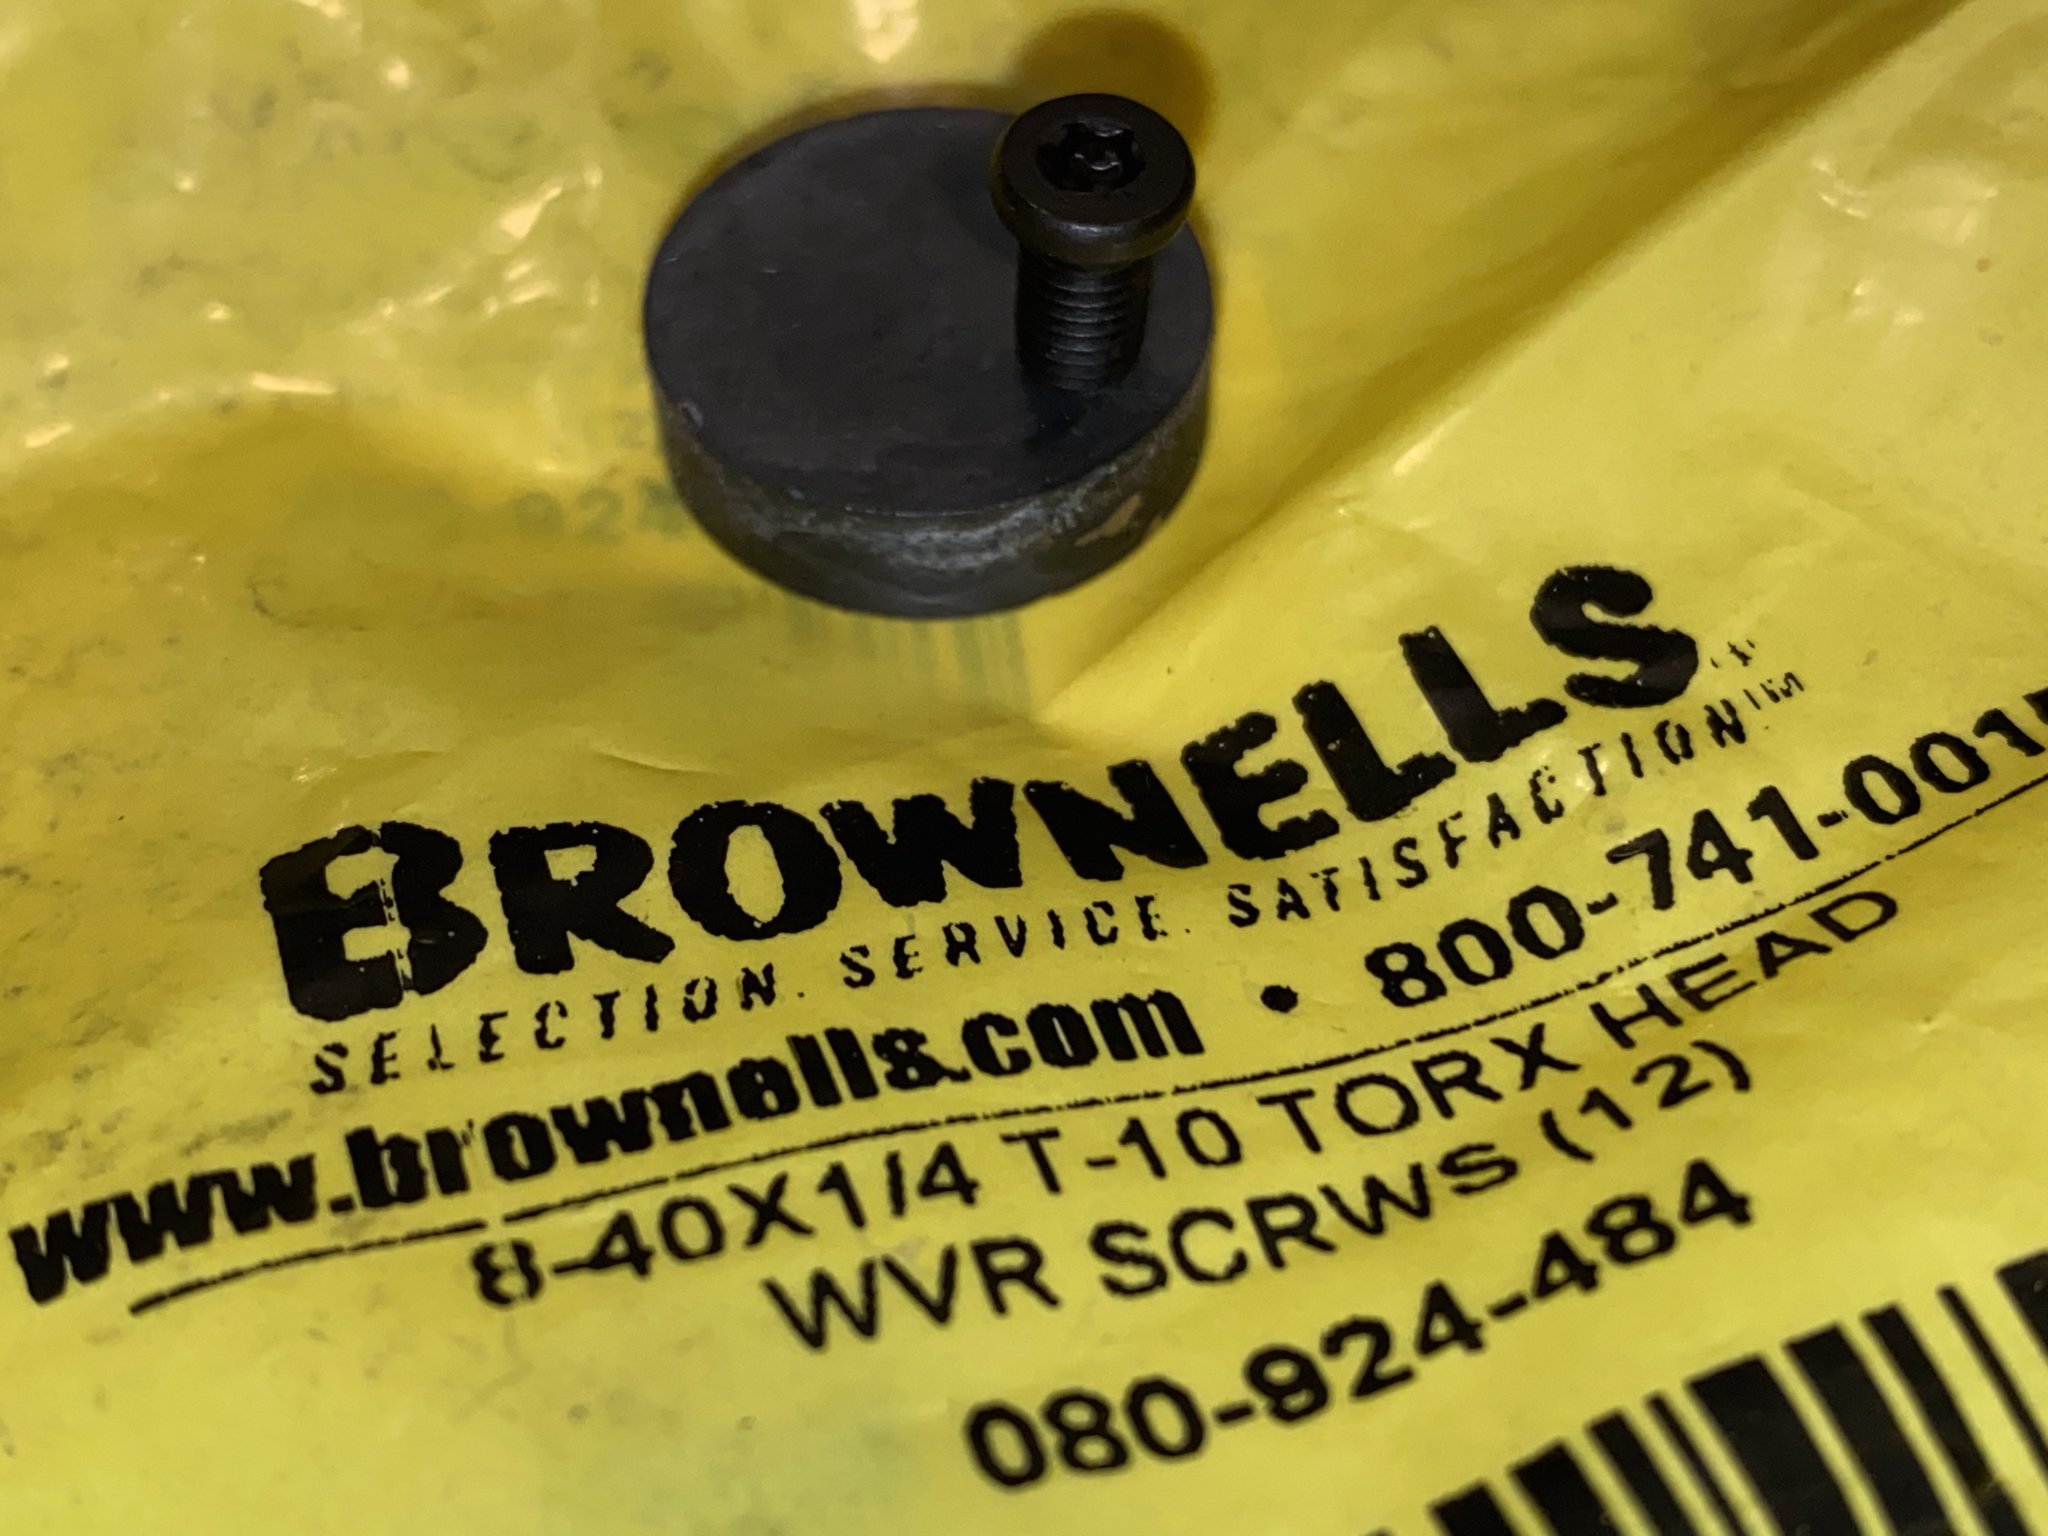 BROWNELLS
SELECTION. SERVICE. SATISFACTION.
www.brownells.com • 800-741-001
8-40X1/4 T-10 TORX HEAD
WVR SCRWS (12)
080-924-484